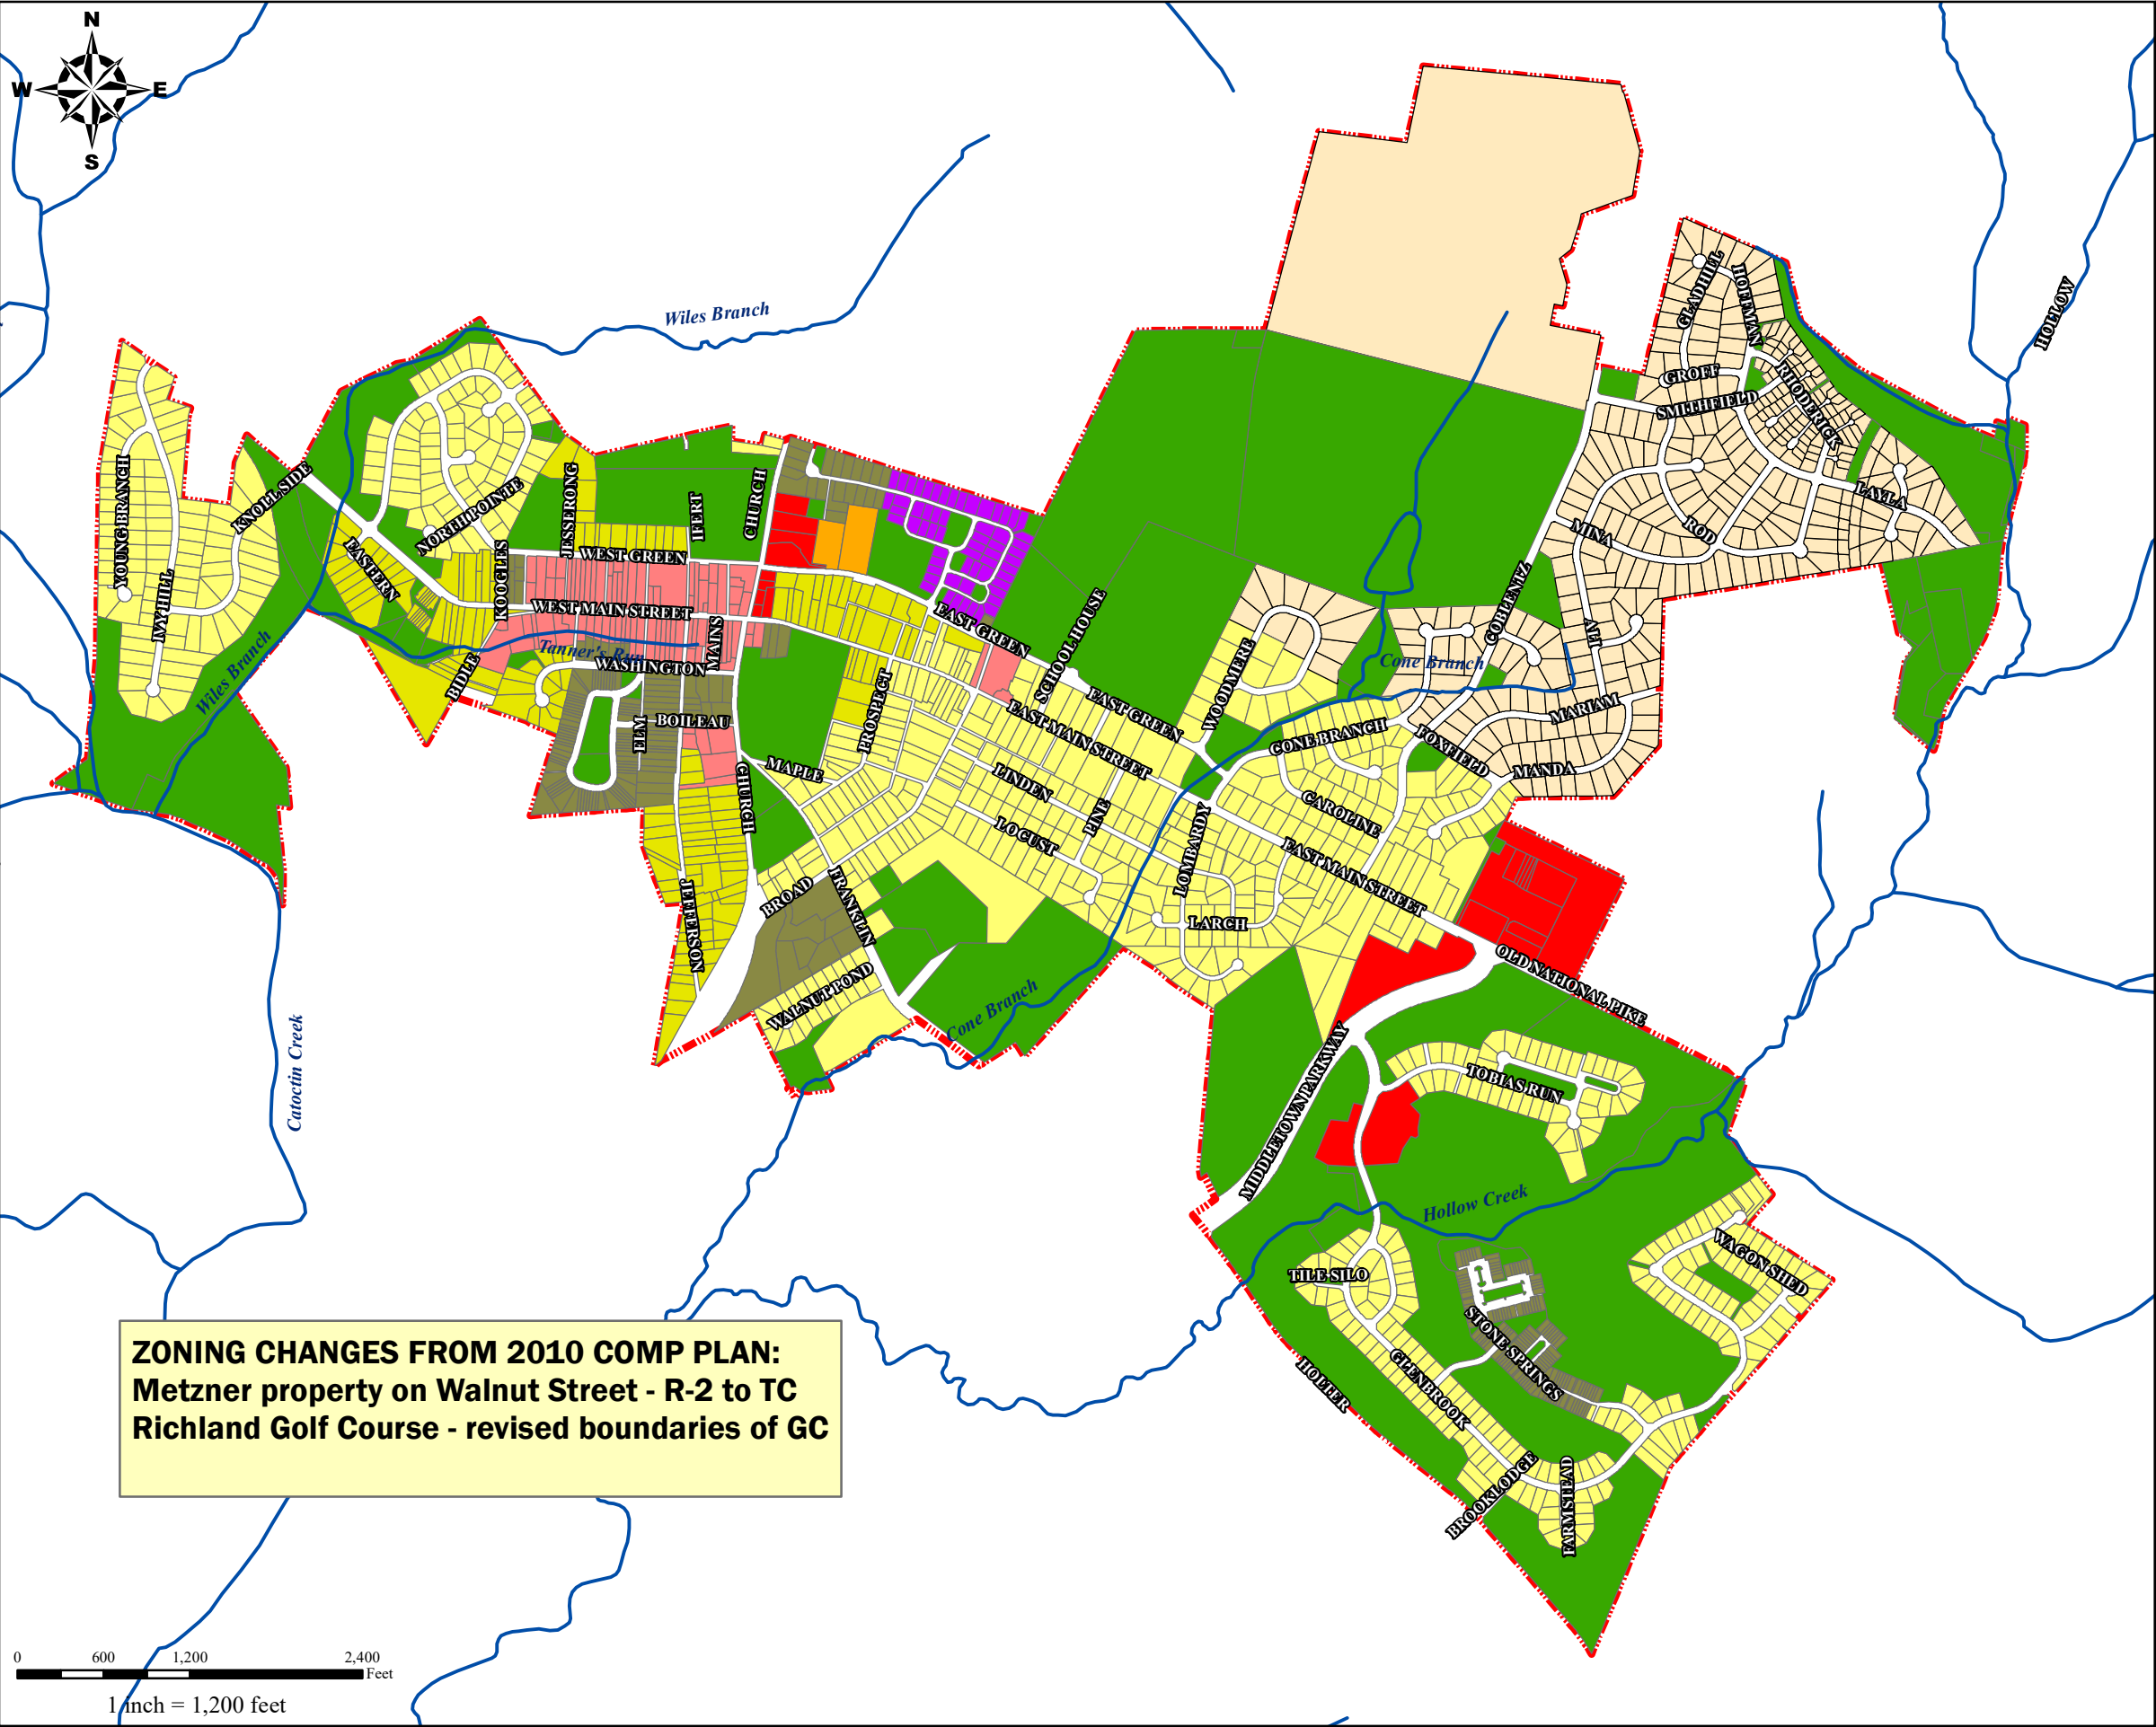 N
W E
S
HOLLOW
Wiles Branch
GLADHILL
HOFFMAN
GROFF
RHODERICK
SMITHFIELD
YOUNG BRANCH
KNOLL SIDE
NORTHPOINTE
JESSERONG
IFERT
CHURCH
LAYLA
EASTERN
KOOGLES
WEST GREEN
MINA
ROD
IVY HILL
WEST MAIN STREET
EAST GREEN
SCHOOL HOUSE
COBLENTZ
ALI
Wiles Branch
BIDLE
Tanner's Run
WASHINGTON
MAINS
WOODMERE
Cone Branch
ELM
BOILEAU
PROSPECT
EAST MAIN STREET
EAST GREEN
CONE BRANCH
FOXFIELD
MARIAM
MANDA
MAPLE
CHURCH
LINDEN
PINE
LOCUST
LOMBARDY
CAROLINE
EAST MAIN STREET
JEFFERSON
BROAD
FRANKLIN
LARCH
WALNUT POND
Cone Branch
OLD NATIONAL PIKE
Catoctin Creek
MIDDLETOWN PARKWAY
TOBIAS RUN
Hollow Creek
TILE SILO
WAGON SHED
STONE SPRINGS
HOLTER
GLENBROOK
BROOKLODGE
FARMSTEAD
ZONING CHANGES FROM 2010 COMP PLAN:
Metzner property on Walnut Street - R-2 to TC
Richland Golf Course - revised boundaries of GC
0 600 1,200 2,400
Feet
1 inch = 1,200 feet